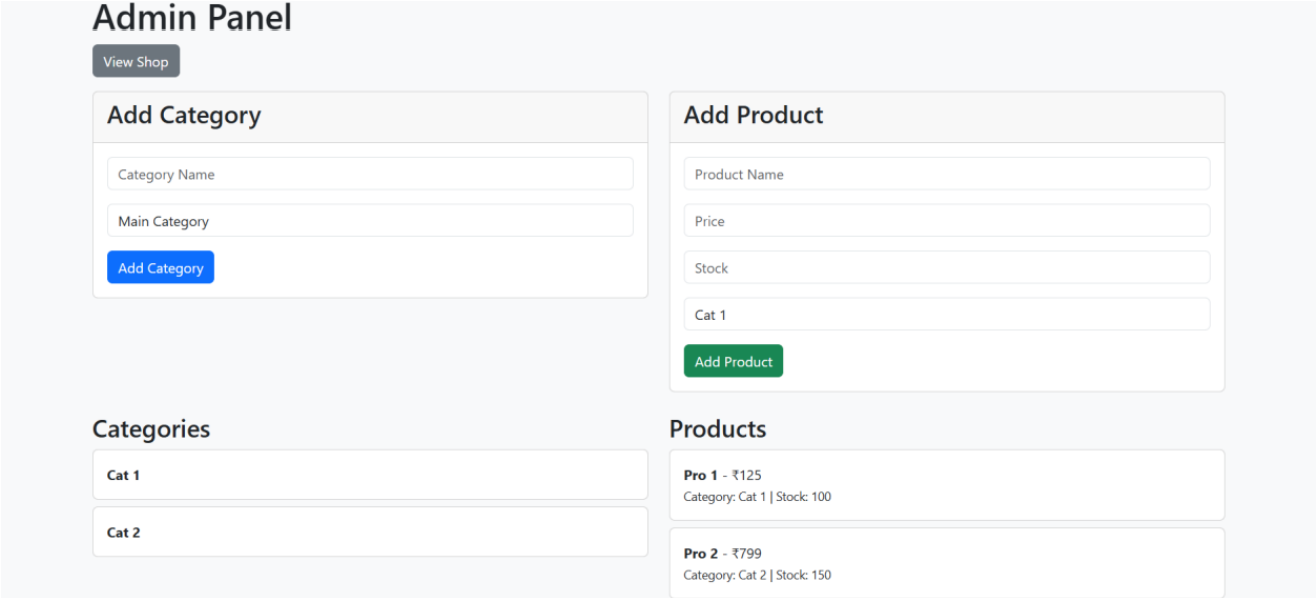 Admin Panel
View Shop
Add Category
Category Name
Main Category
Add Category
Add Product
Product Name
Price
Stock
Cat 1
Add Product
Categories
Cat 1
Cat 2
Products
Pro 1 - ₹125
Category: Cat 1 | Stock: 100
Pro 2 - ₹799
Category: Cat 2 | Stock: 150